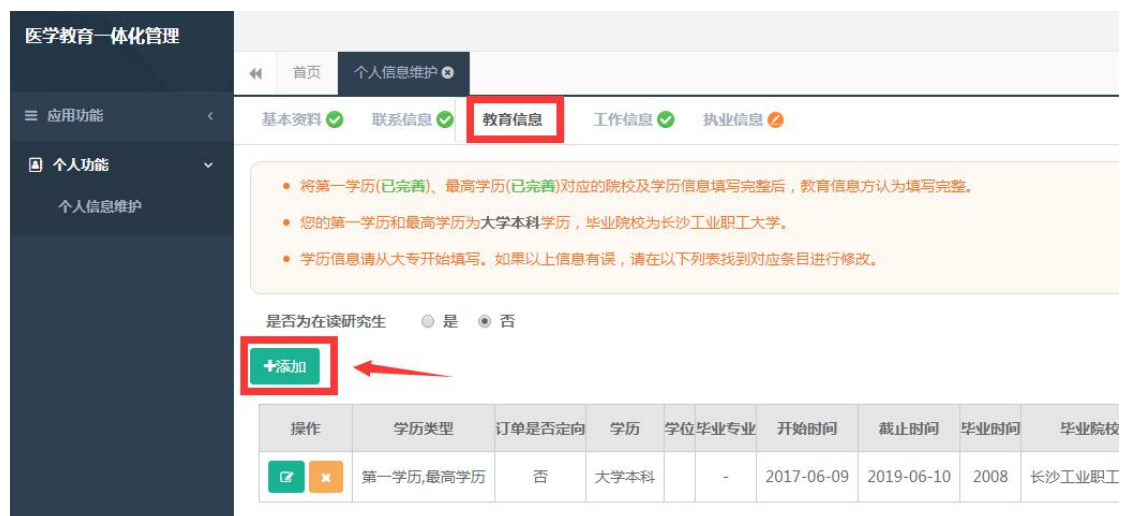 医学教育一体化管理
首页 个人信息维护
应用功能
个人功能
个人信息维护
基本资料 联系信息 教育信息 工作信息 执业信息
将第一学历(已完善)、最高学历(已完善)对应的院校及学历信息填写完整后，教育信息方认为填写完整。
您的第一学历和最高学历为大学本科学历，毕业院校为长沙工业职工大学。
学历信息请从大专开始填写。如果以上信息有误，请在以下列表找到对应条目进行修改。
是否为在读研究生 是 否
+添加
操作 学历类型 订单是否定向 学历 学位 毕业专业 开始时间 截止时间 毕业时间 毕业院校
第一学历,最高学历 否 大学本科 - 2017-06-09 2019-06-10 2008 长沙工业职工